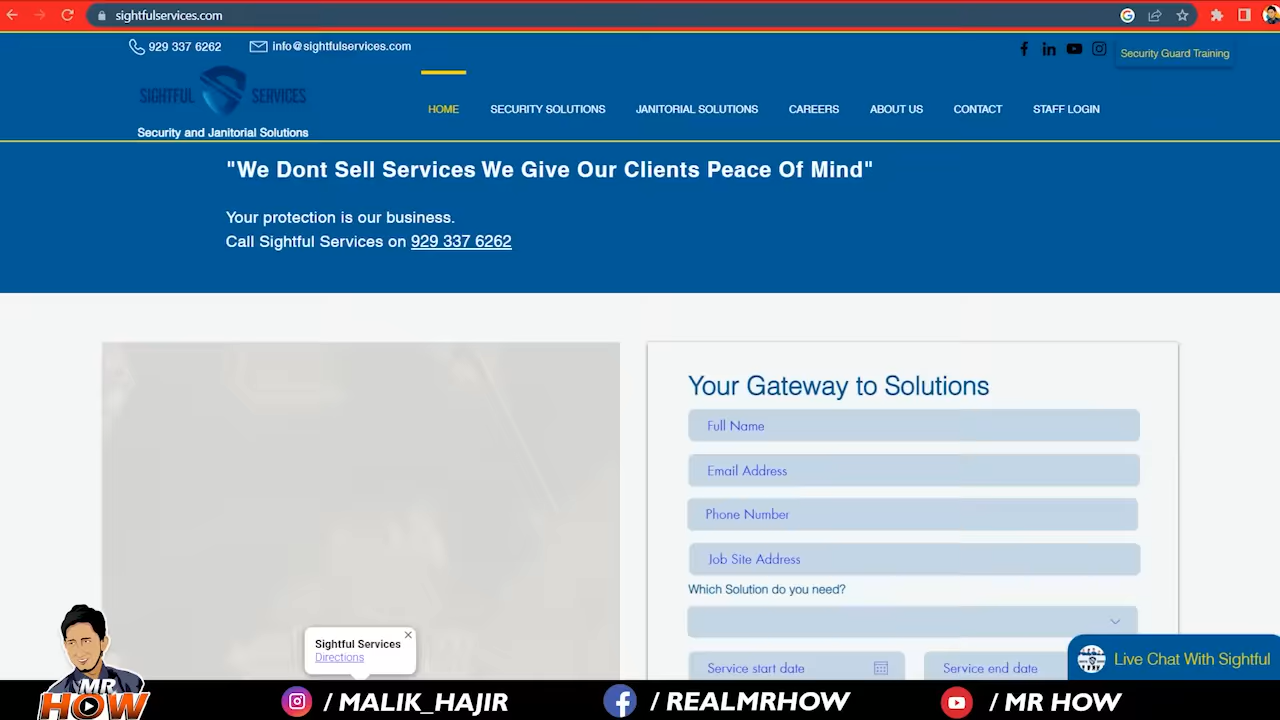 sightfulservices.com
929 337 6262
info@sightfulservices.com
Security Guard Training
SIGHTFUL SERVICES
Security and Janitorial Solutions
HOME
SECURITY SOLUTIONS
JANITORIAL SOLUTIONS
CAREERS
ABOUT US
CONTACT
STAFF LOGIN
"We Dont Sell Services We Give Our Clients Peace Of Mind"
Your protection is our business.
Call Sightful Services on 929 337 6262
Your Gateway to Solutions
Full Name
Email Address
Phone Number
Job Site Address
Which Solution do you need?
Service start date
Service end date
Sightful Services
Directions
Live Chat With Sightful
MR
HOW
/ MALIK_HAJIR
/ REALMRHOW
/ MR HOW